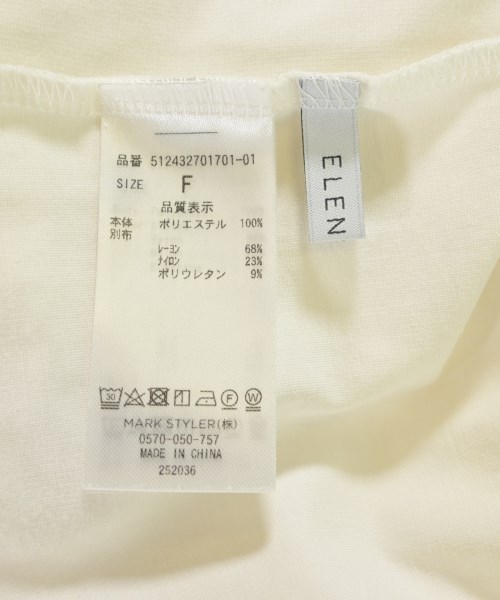 品番 512432701701-01
SIZE F
品質表示
本体 ポリエステル 100%
別布
レーヨン 68%
ナイロン 23%
ポリウレタン 9%
30
F W
MARK STYLER(株)
0570-050-757
MADE IN CHINA
252036
ELEN